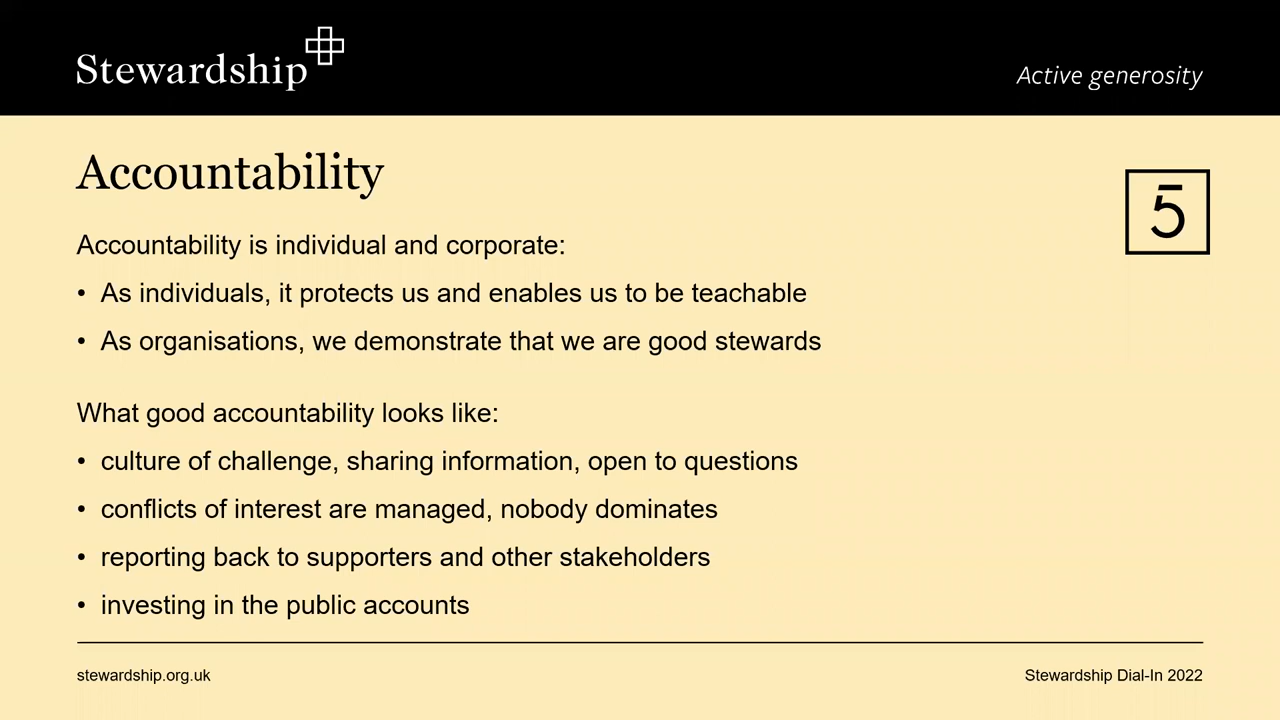 Stewardship
Active generosity
Accountability
5
Accountability is individual and corporate:
• As individuals, it protects us and enables us to be teachable
• As organisations, we demonstrate that we are good stewards
What good accountability looks like:
• culture of challenge, sharing information, open to questions
• conflicts of interest are managed, nobody dominates
• reporting back to supporters and other stakeholders
• investing in the public accounts
stewardship.org.uk
Stewardship Dial-In 2022